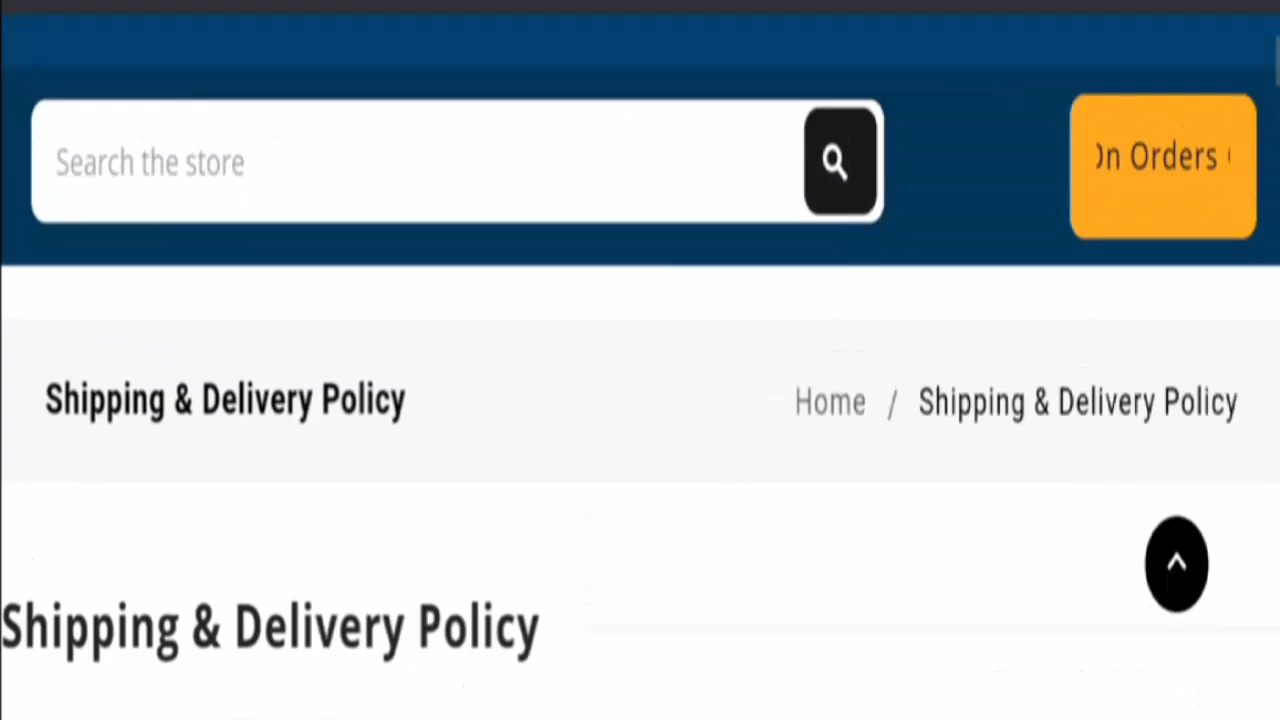 Search the store
On Orders
Shipping & Delivery Policy
Home / Shipping & Delivery Policy
Shipping & Delivery Policy